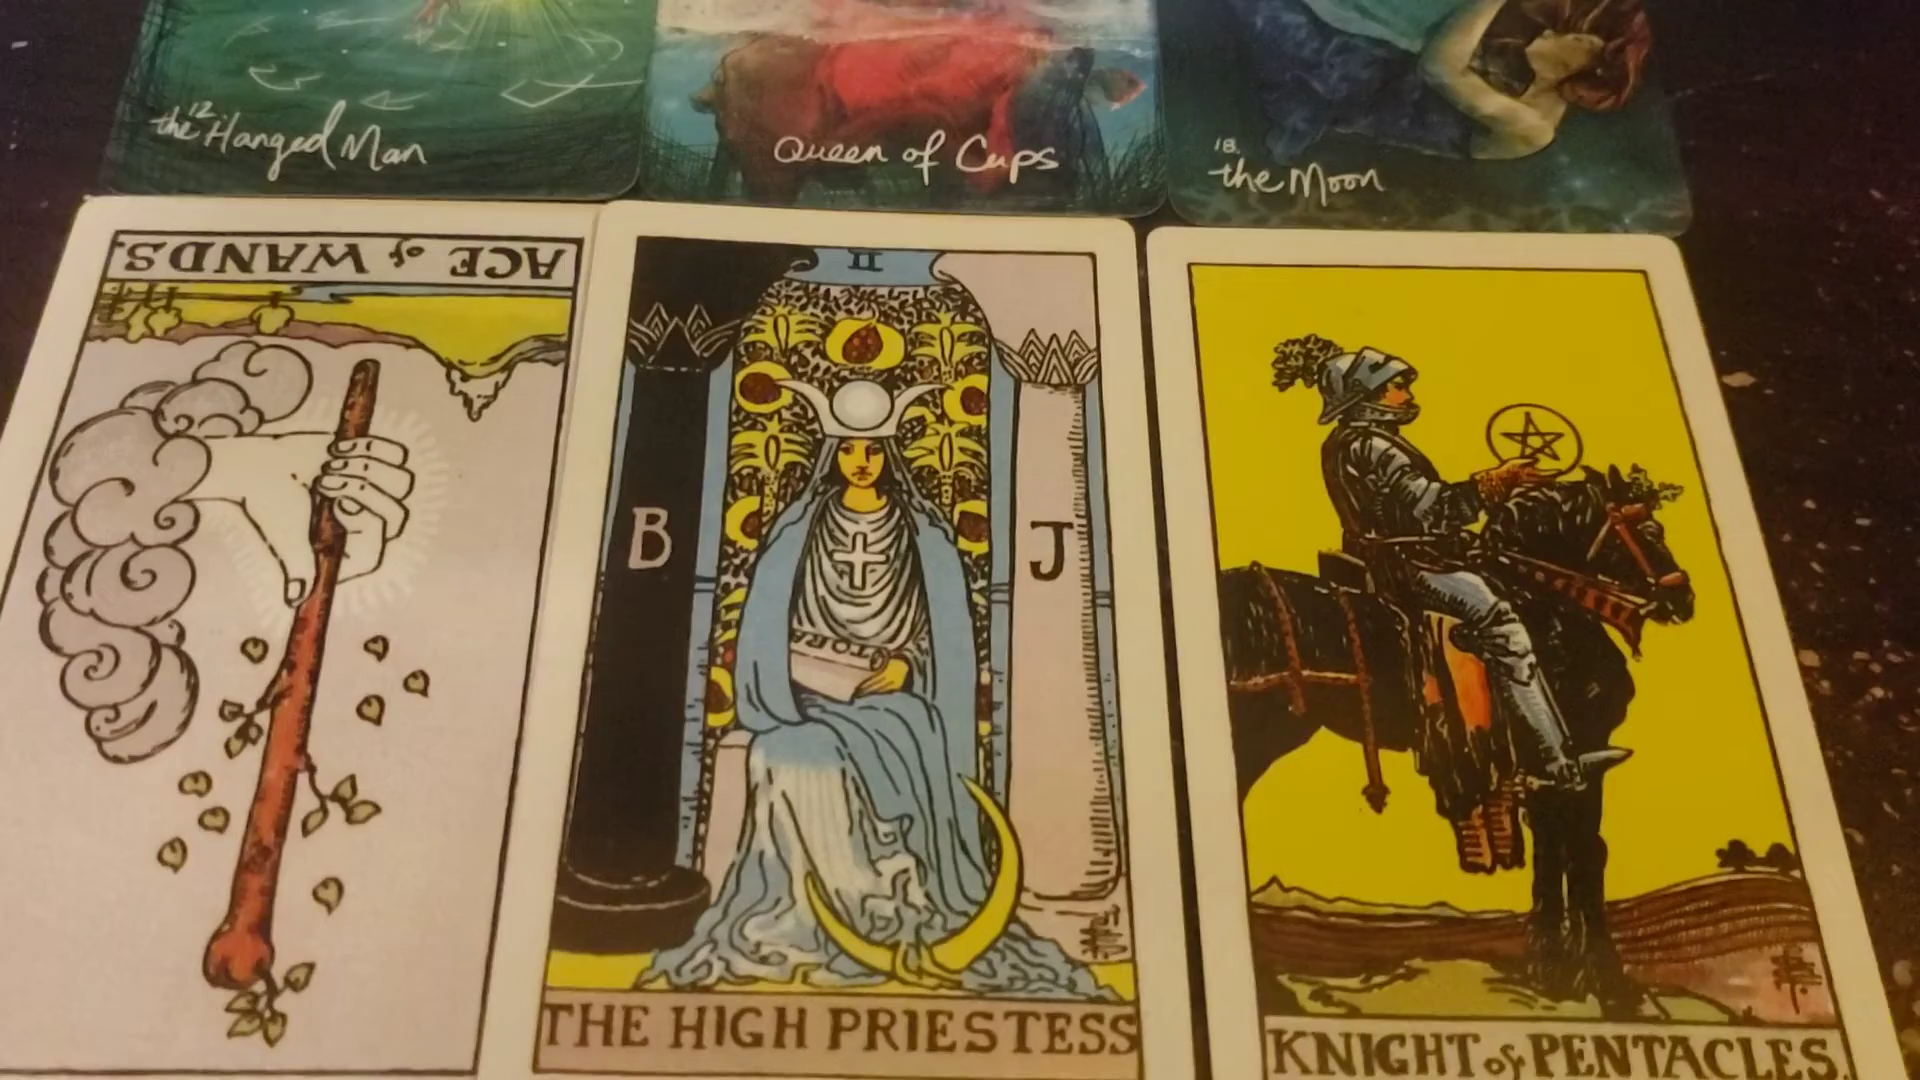 the 12 Hanged Man
Queen of Cups
18.
the Moon
ACE of WANDS.
II
B
J
TORA
THE HIGH PRIESTESS
KNIGHT of PENTACLES.